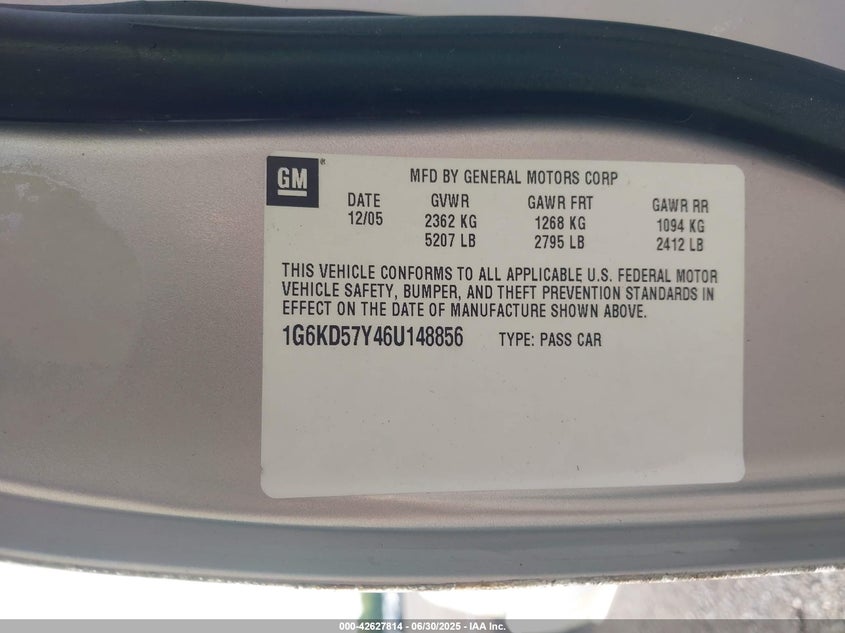 GM ®
MFD BY GENERAL MOTORS CORP
DATE GVWR GAWR FRT GAWR RR
12/05 2362 KG 1268 KG 1094 KG
5207 LB 2795 LB 2412 LB
THIS VEHICLE CONFORMS TO ALL APPLICABLE U.S. FEDERAL MOTOR
VEHICLE SAFETY, BUMPER, AND THEFT PREVENTION STANDARDS IN
EFFECT ON THE DATE OF MANUFACTURE SHOWN ABOVE.
1G6KD57Y46U148856 TYPE: PASS CAR
000-42627814 - 06/30/2025 - IAA Inc.